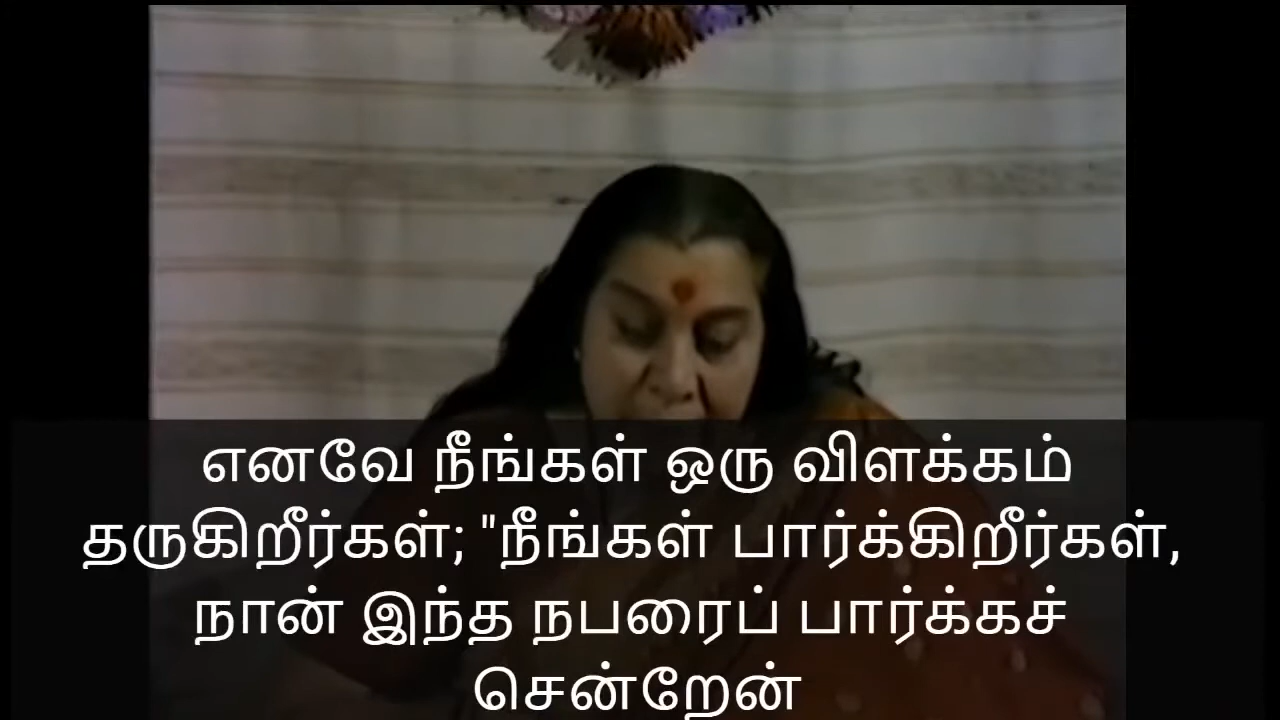 எனவே நீங்கள் ஒரு விளக்கம்
தருகிறீர்கள்; "நீங்கள் பார்க்கிறீர்கள்,
நான் இந்த நபரைப் பார்க்கச்
சென்றேன்